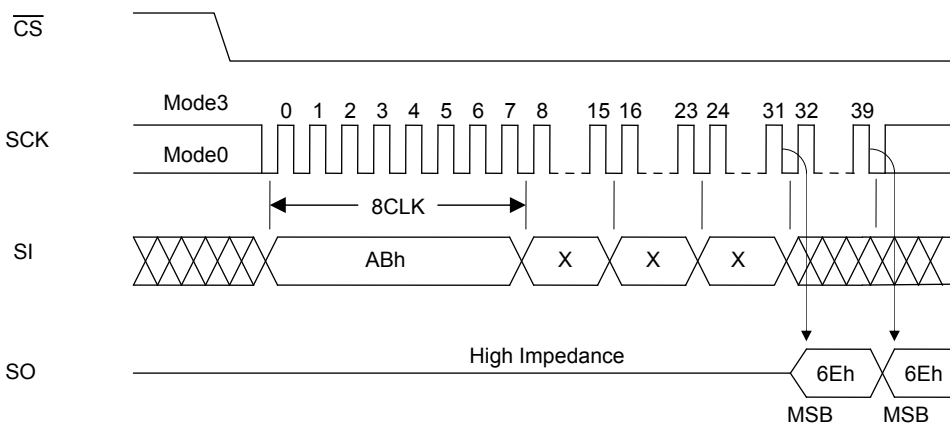 CS
Mode3
0 1 2 3 4 5 6 7 8 15 16 23 24 31 32 39
SCK
Mode0
8CLK
SI
ABh X X X
High Impedance
SO
6Eh 6Eh
MSB MSB